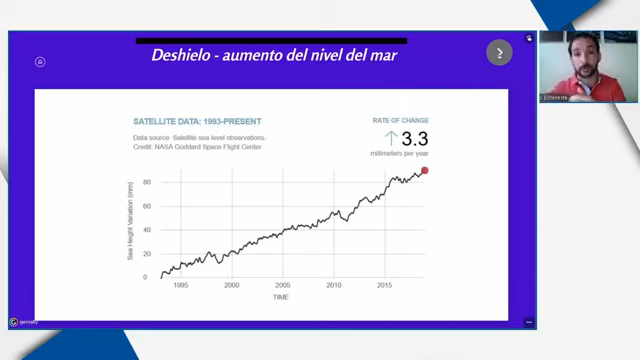 Deshielo - aumento del nivel del mar
?
SATELLITE DATA: 1993-PRESENT
Data source: Satellite sea level observations.
Credit: NASA Goddard Space Flight Center
RATE OF CHANGE
↑ 3.3
millimeters per year
Sea Height Variation (mm)
80
60
40
20
0
1995
2000
2005
2010
2015
TIME
genially
Echeveste